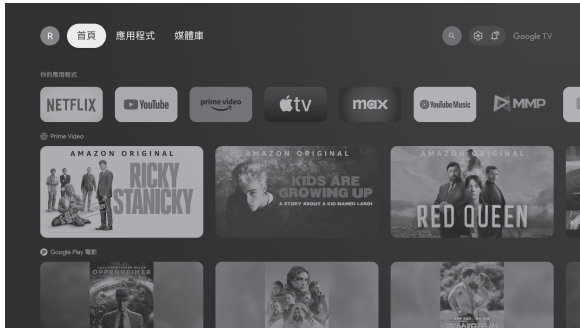 R 首頁 應用程式 媒體庫 Google TV
你的應用程式
NETFLIX YouTube prime video tv max YouTube Music MMP
Prime Video
AMAZON ORIGINAL AMAZON ORIGINAL AMAZON ORIGINAL
RICKY STANICKY
KIDS ARE GROWING UP
A STORY ABOUT A KID NAMED LAROI
RED QUEEN
Google Play 電影
OPPENHEIMER